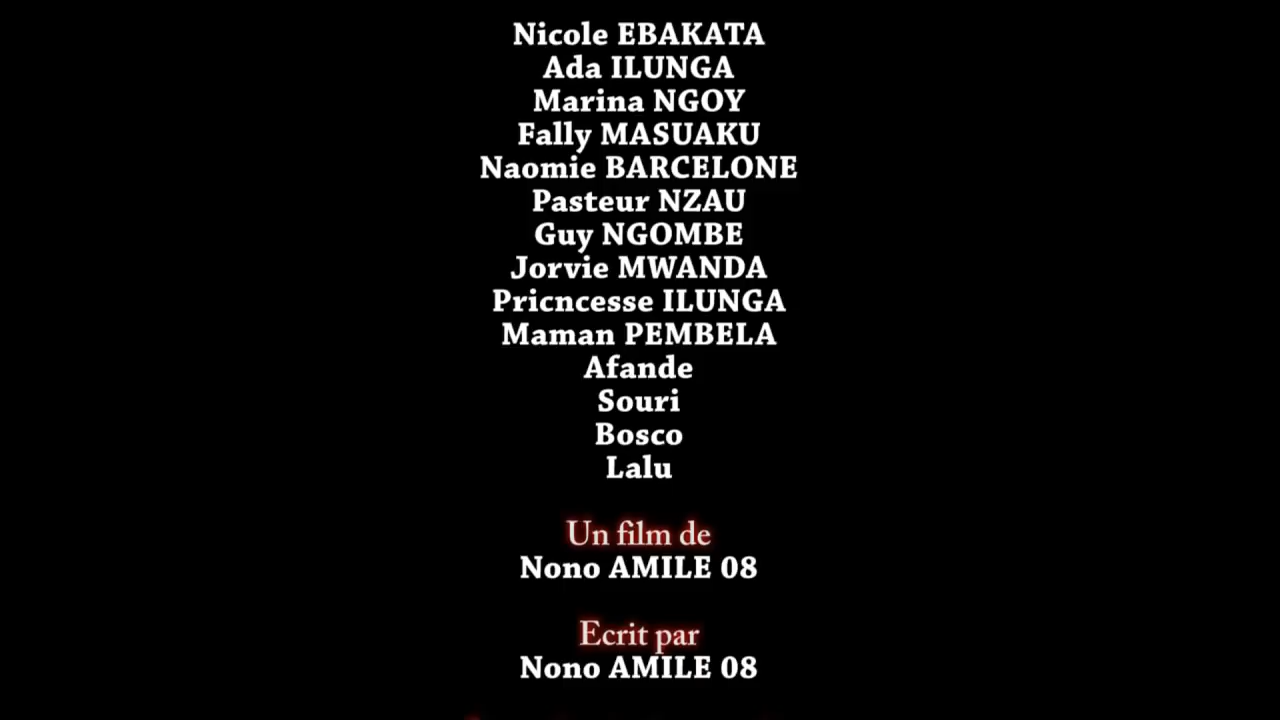 Nicole EBAKATA
Ada ILUNGA
Marina NGOY
Fally MASUAKU
Naomie BARCELONE
Pasteur NZAU
Guy NGOMBE
Jorvie MWANDA
Pricncesse ILUNGA
Maman PEMBELA
Afande
Souri
Bosco
Lalu
Un film de
Nono AMILE 08
Ecrit par
Nono AMILE 08